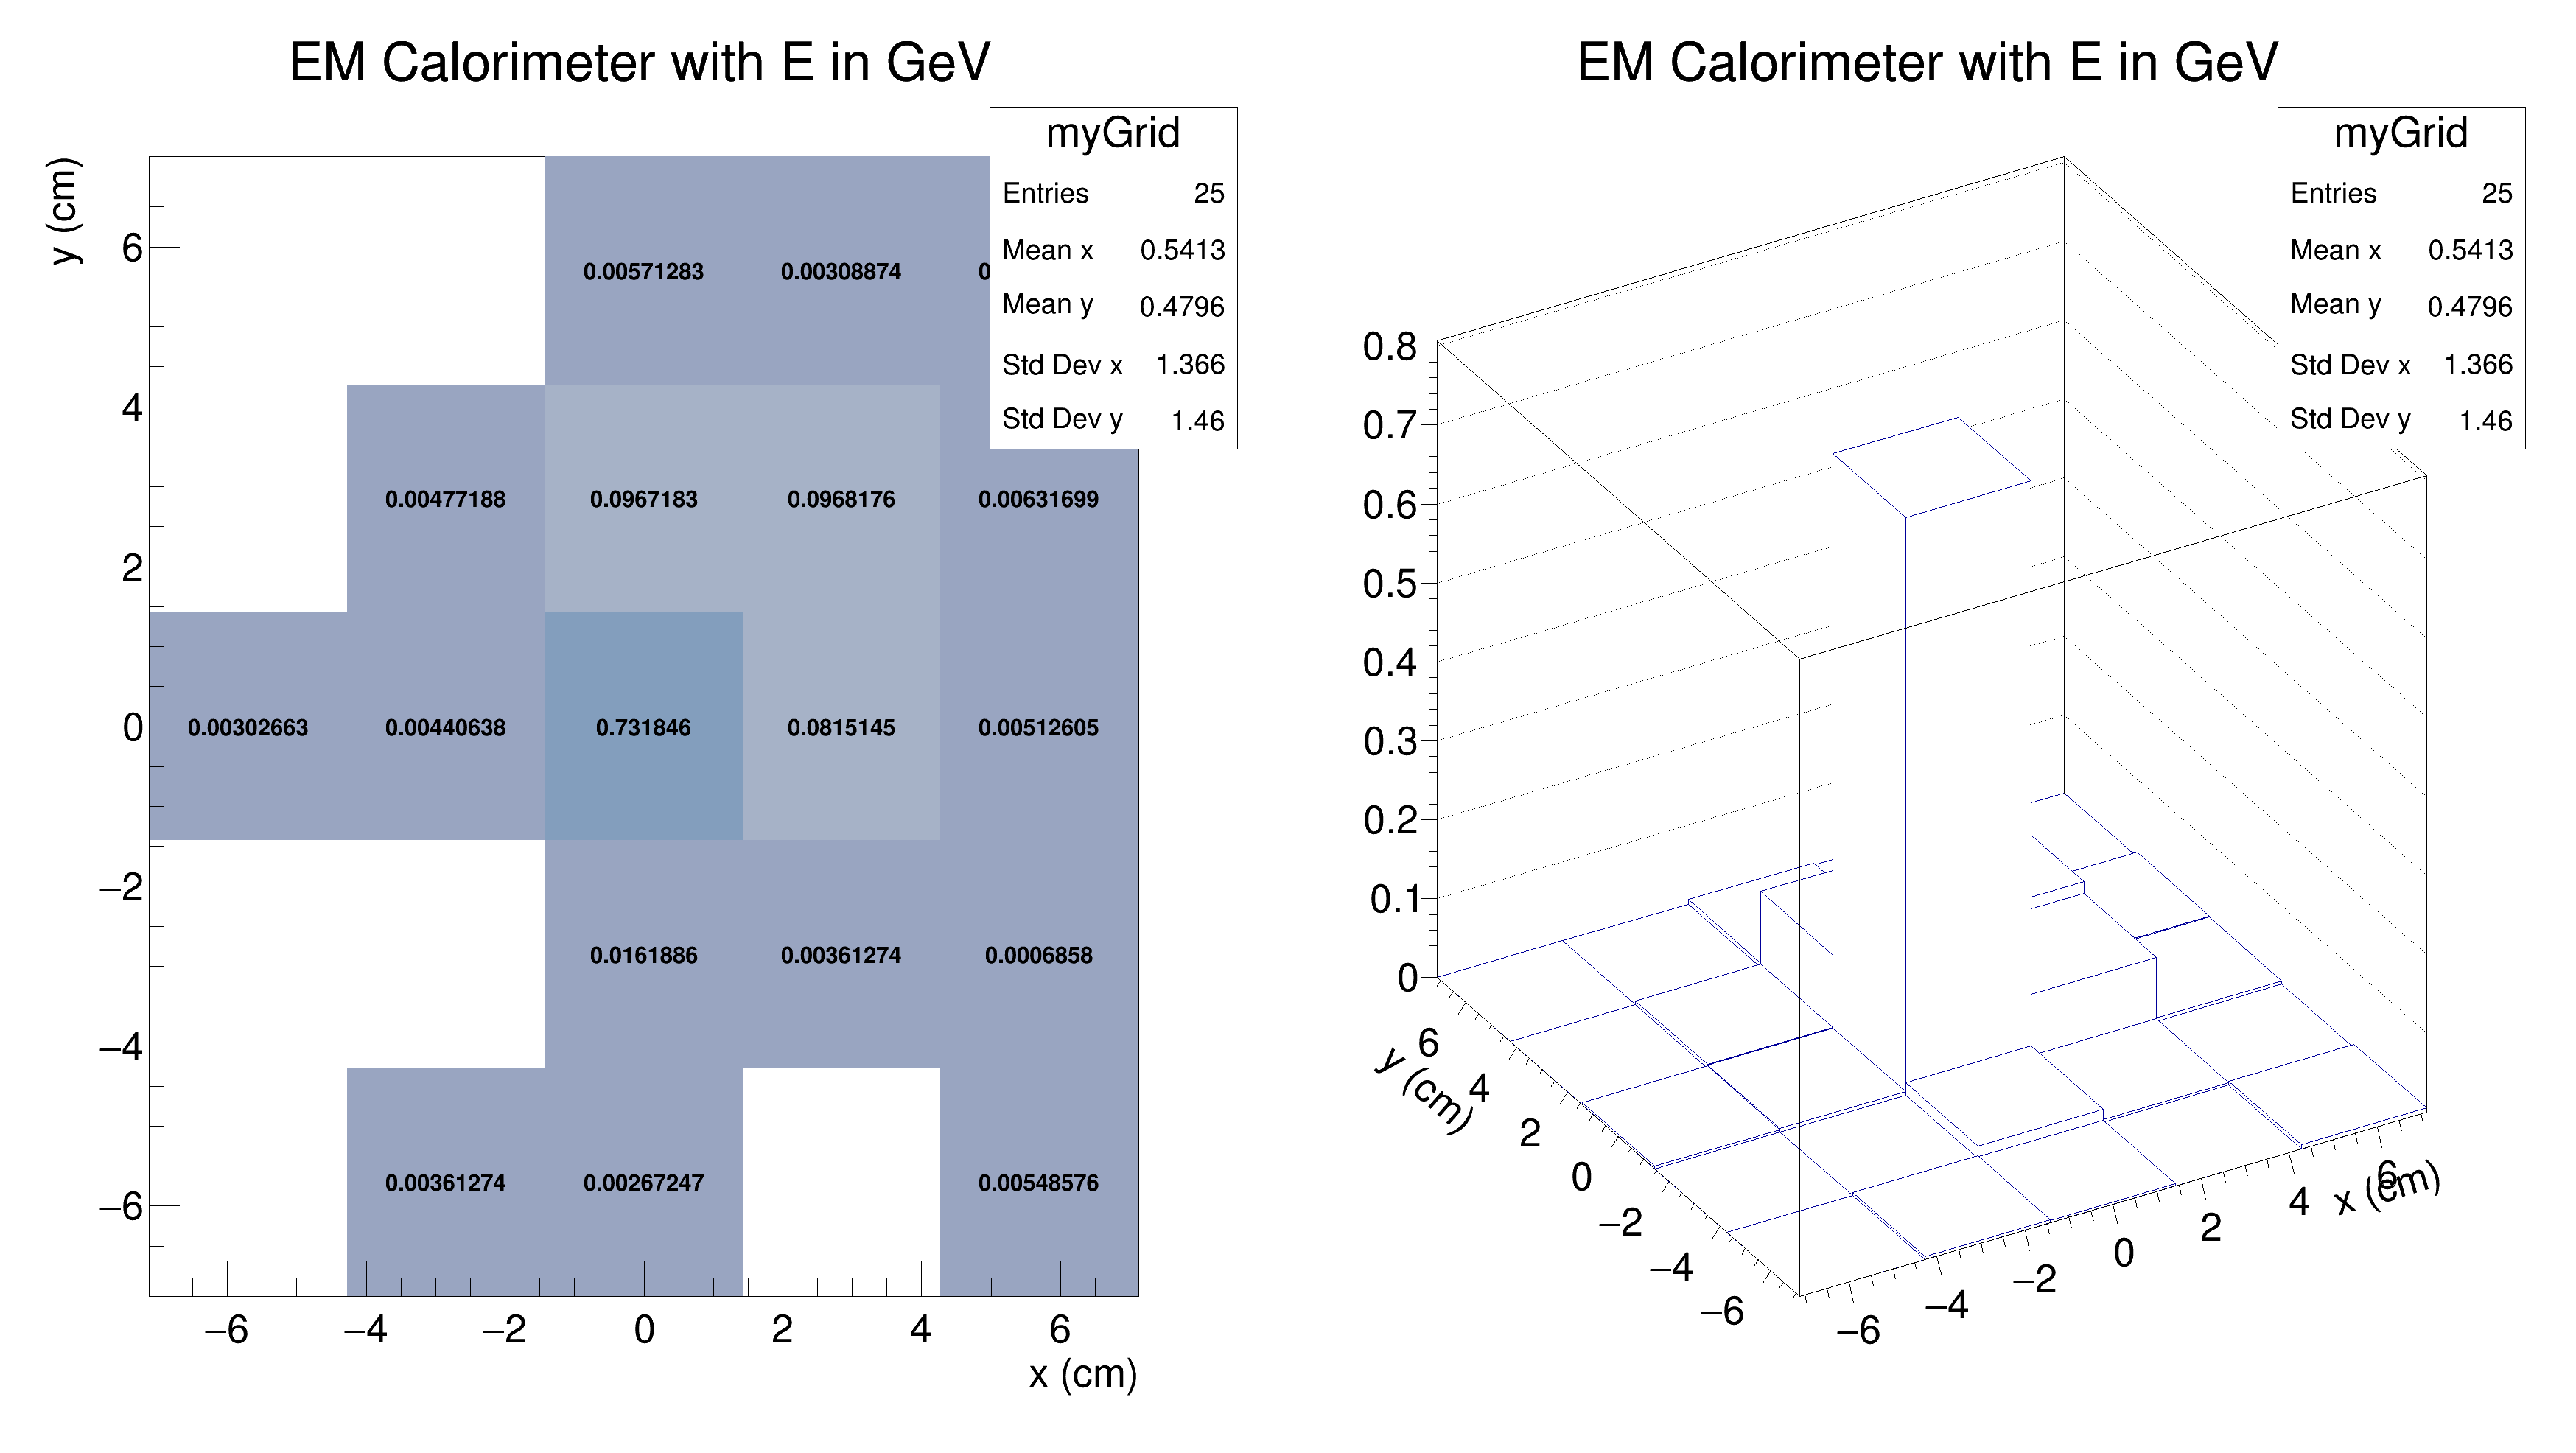 EM Calorimeter with E in GeV
myGrid
Entries 25
Mean x 0.5413
Mean y 0.4796
Std Dev x 1.366
Std Dev y 1.46
y (cm)
6
4
2
0
−2
−4
−6
0.00571283 0.00308874
0.00477188 0.0967183 0.0968176 0.00631699
0.00302663 0.00440638 0.731846 0.0815145 0.00512605
0.0161886 0.00361274 0.0006858
0.00361274 0.00267247 0.00548576
−6 −4 −2 0 2 4 6
x (cm)
EM Calorimeter with E in GeV
myGrid
Entries 25
Mean x 0.5413
Mean y 0.4796
Std Dev x 1.366
Std Dev y 1.46
0.8
0.7
0.6
0.5
0.4
0.3
0.2
0.1
0
y (cm)
6
4
2
0
−2
−4
−6
−6
−4
−2
0
2
4
6
x (cm)